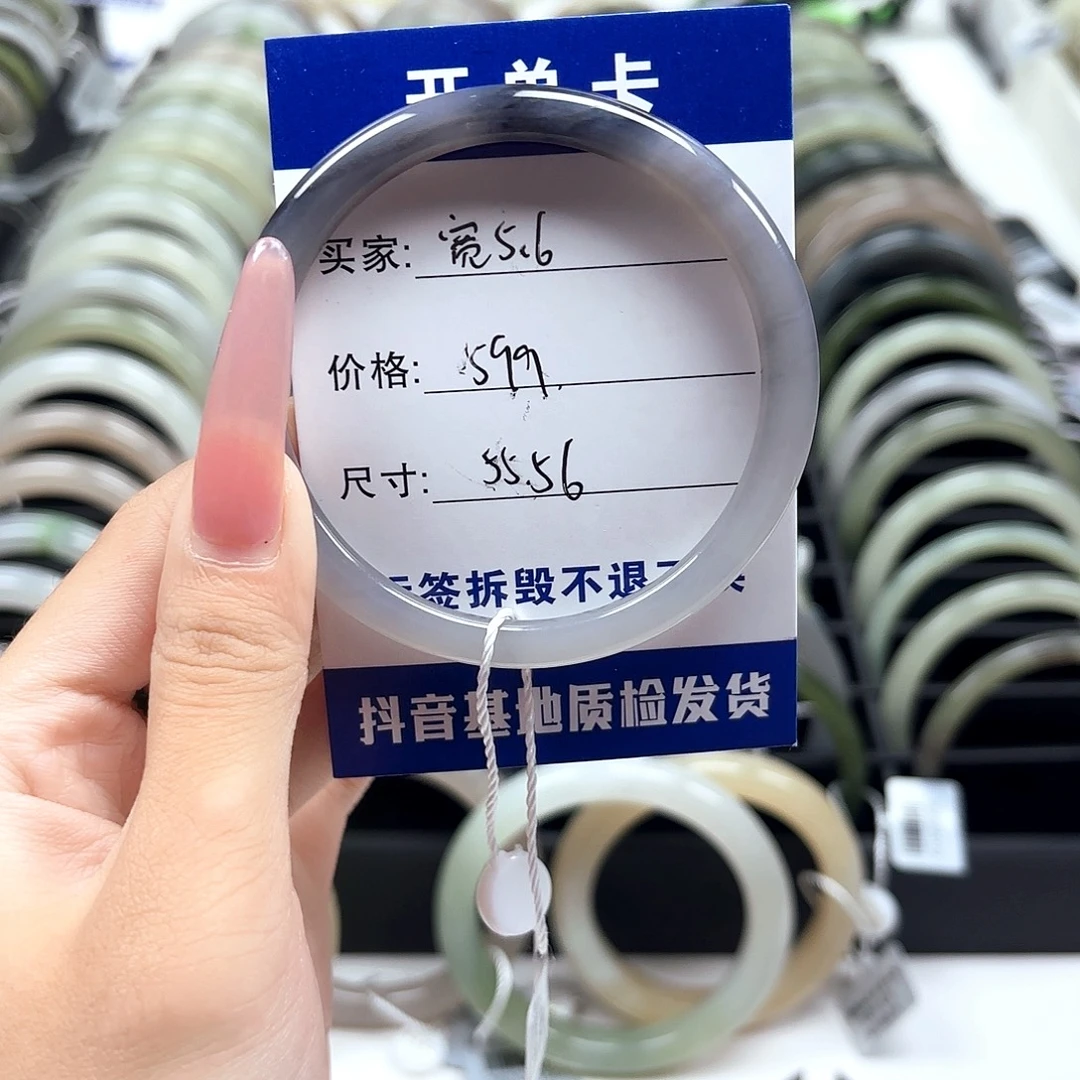 开单卡
买家: 宽5.6
价格: 599
尺寸: 55.56
标签拆毁不退不换
抖音基地质检发货